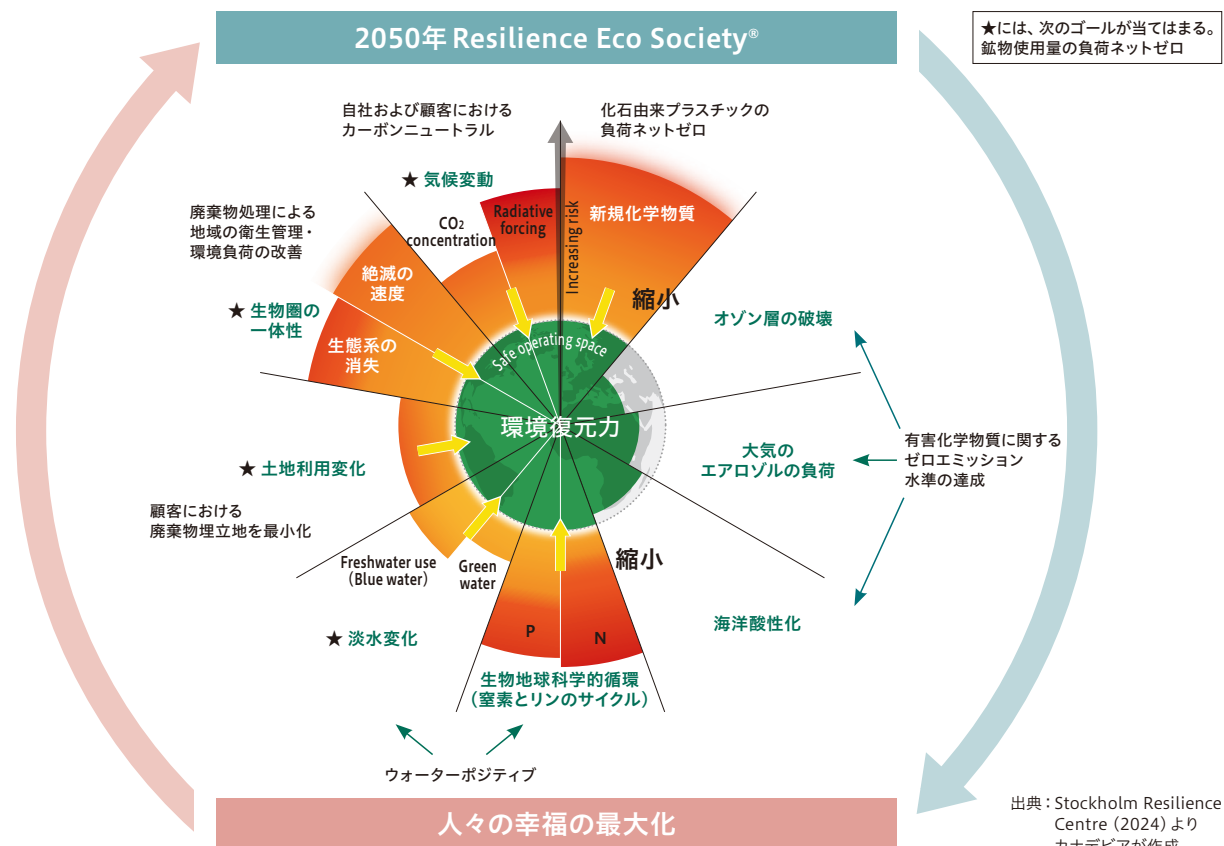 2050年 Resilience Eco Society®
★には、次のゴールが当てはまる。
鉱物使用量の負荷ネットゼロ
自社および顧客における
カーボンニュートラル
化石由来プラスチックの
負荷ネットゼロ
★ 気候変動
廃棄物処理による
地域の衛生管理・
環境負荷の改善
CO2
concentration
Radiative
forcing
Increasing risk
新規化学物質
絶滅の
速度
縮小
★ 生物圏の
一体性
生態系の
消失
Safe operating space
オゾン層の破壊
環境復元力
大気の
エアロゾルの負荷
有害化学物質に関する
ゼロエミッション
水準の達成
★ 土地利用変化
顧客における
廃棄物埋立地を最小化
Freshwater use
(Blue water)
Green
water
縮小
P
N
海洋酸性化
★ 淡水変化
生物地球科学的循環
（窒素とリンのサイクル）
ウォーターポジティブ
人々の幸福の最大化
出典：Stockholm Resilience
Centre（2024）より
カナデビアが作成